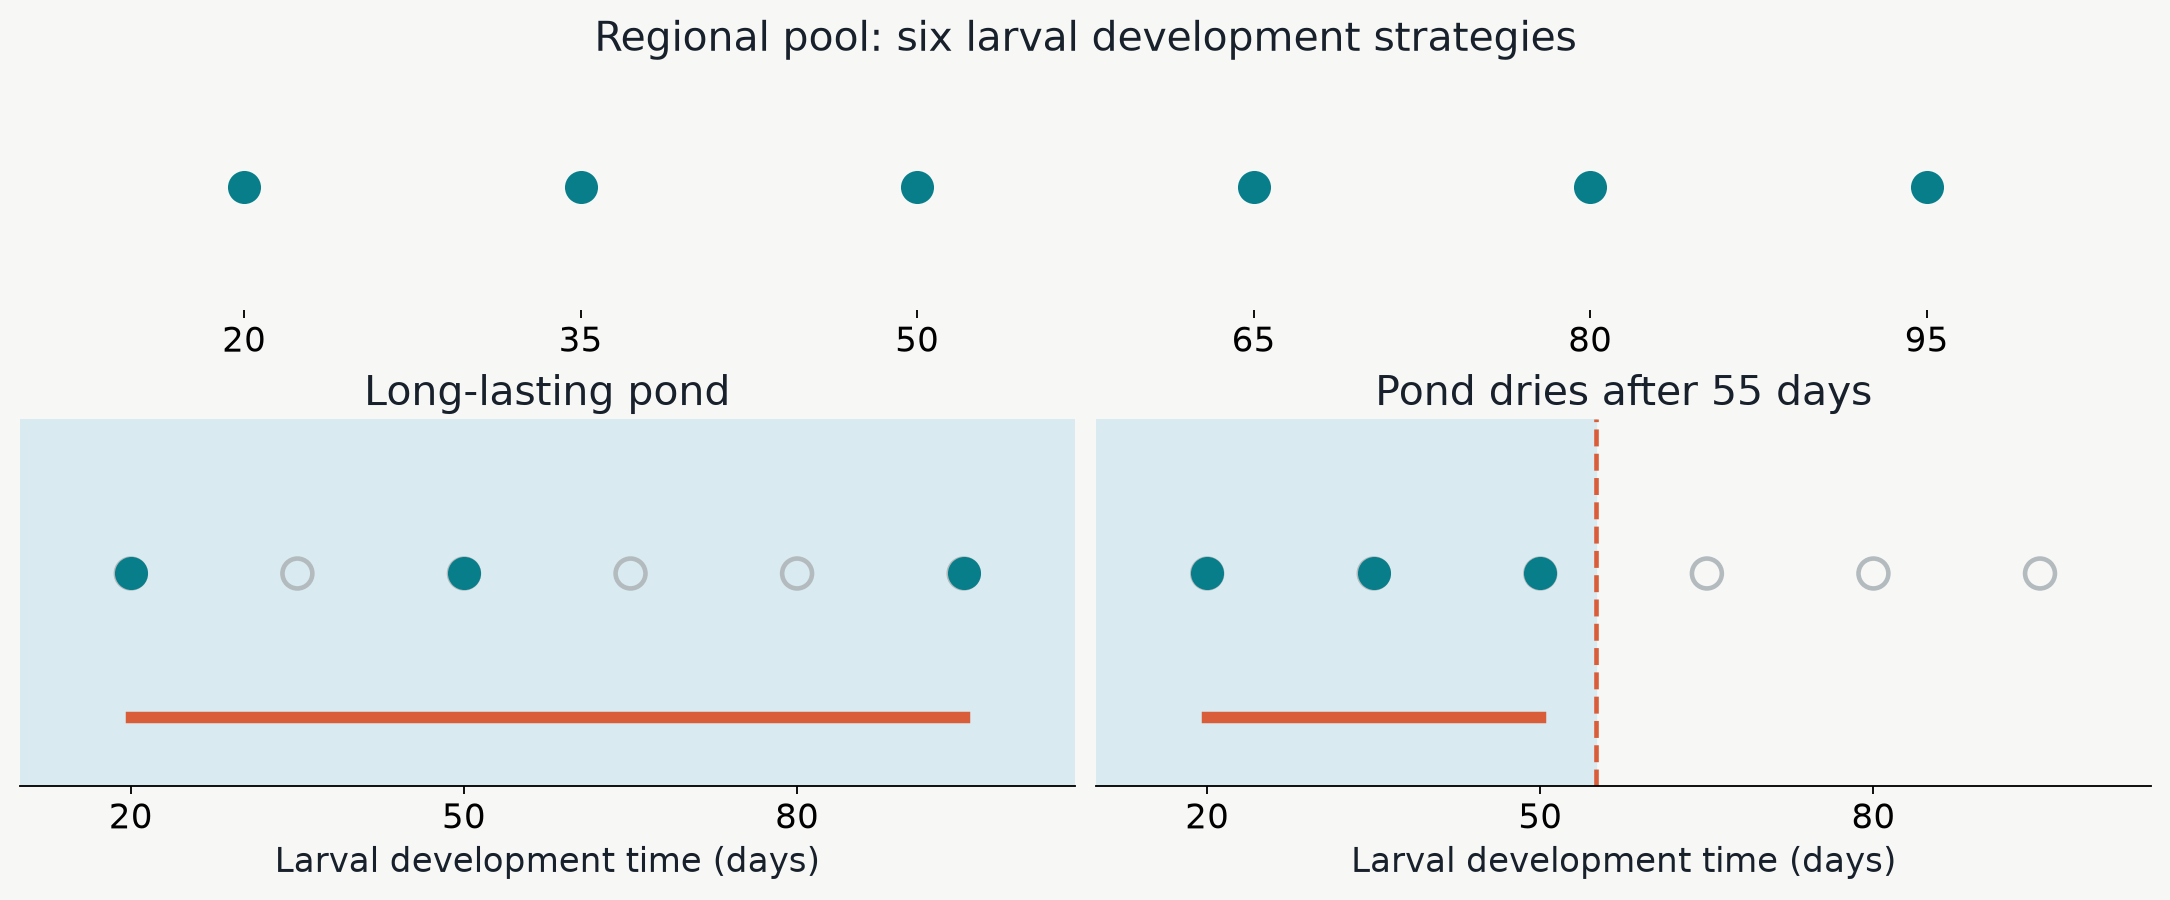 Regional pool: six larval development strategies
20 35 50 65 80 95
Long-lasting pond
Pond dries after 55 days
20 50 80
Larval development time (days)
20 50 80
Larval development time (days)